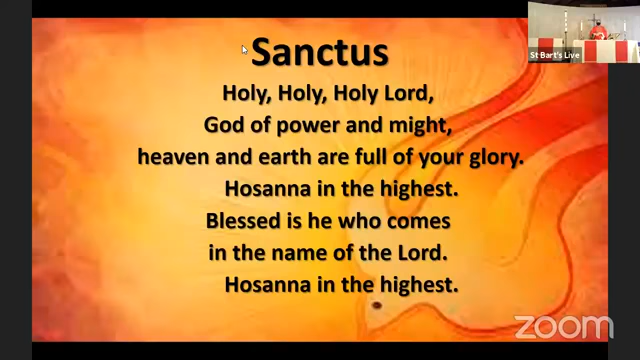 Sanctus
Holy, Holy, Holy Lord,
God of power and might,
heaven and earth are full of your glory.
Hosanna in the highest.
Blessed is he who comes
in the name of the Lord.
Hosanna in the highest.
St Bart's Live
zoom